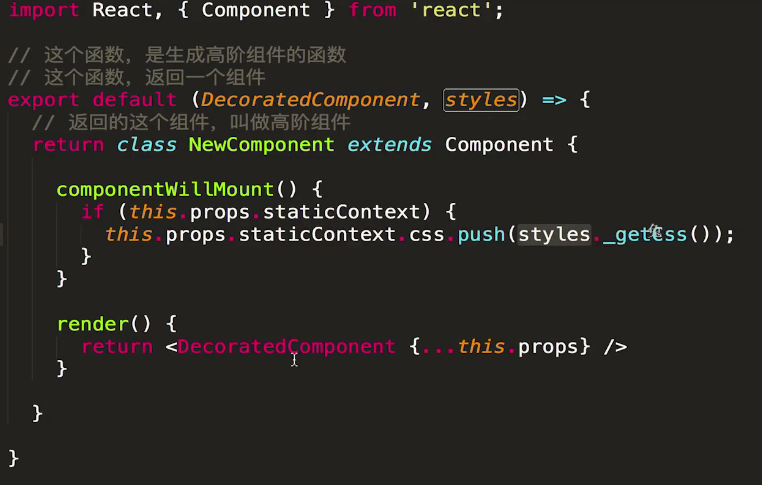 import React, { Component } from 'react';
// 这个函数，是生成高阶组件的函数
// 这个函数，返回一个组件
export default (DecoratedComponent, styles) => {
// 返回的这个组件，叫做高阶组件
return class NewComponent extends Component {
componentWillMount() {
if (this.props.staticContext) {
this.props.staticContext.css.push(styles._getCss());
}
}
render() {
return <DecoratedComponent {...this.props} />
}
}
}